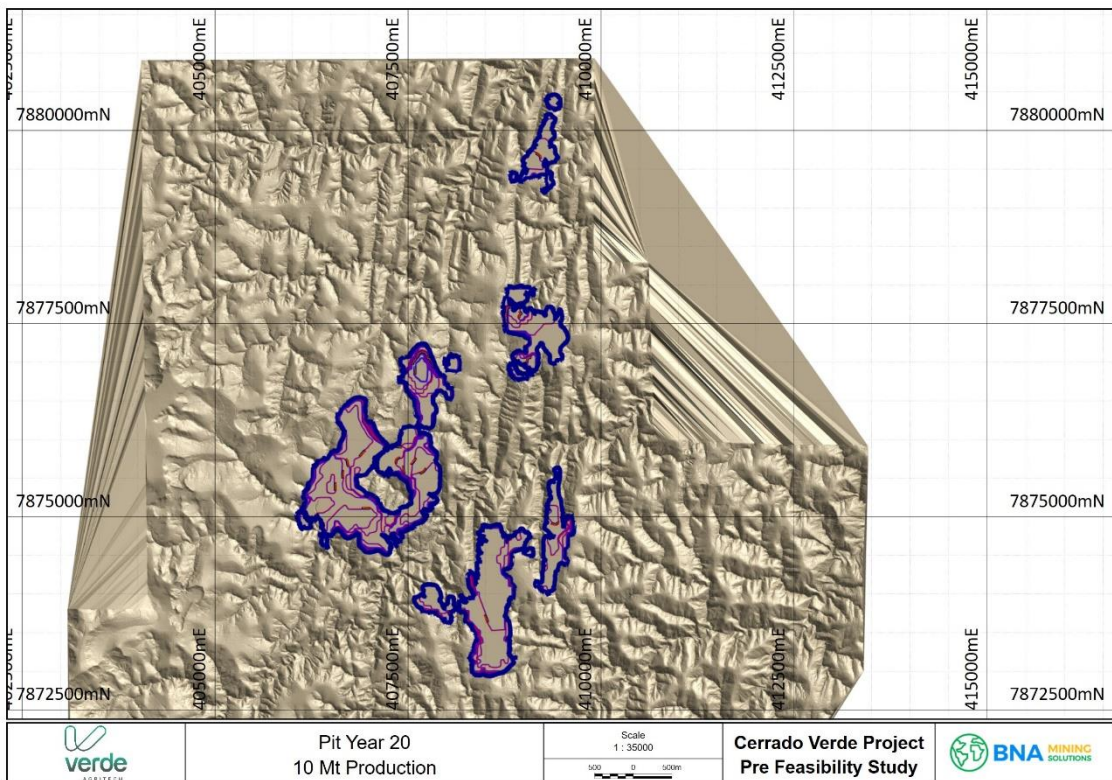 405000mE
407500mE
410000mE
412500mE
415000mE
7880000mN
7880000mN
7877500mN
7877500mN
7875000mN
7875000mN
405000mE
407500mE
410000mE
412500mE
415000mE
7872500mN
7872500mN
verde
AGRITECH
Pit Year 20
10 Mt Production
Scale
1 : 35000
500 0 500m
Cerrado Verde Project
Pre Feasibility Study
BNA MINING
SOLUTIONS